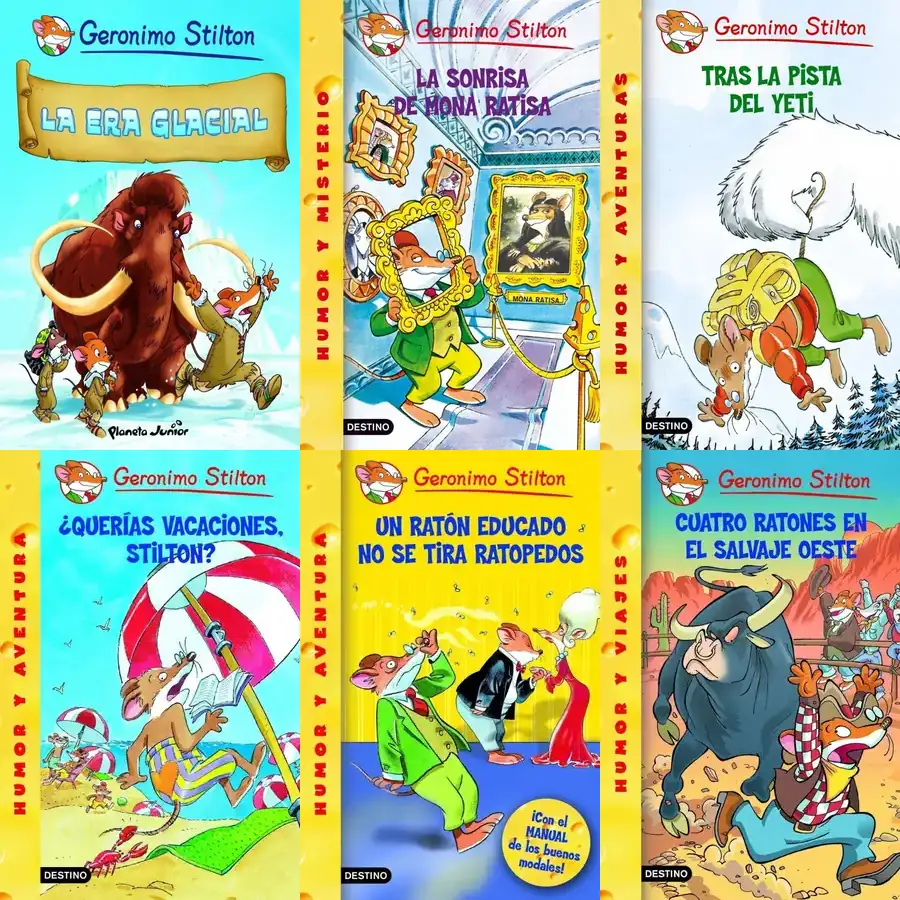 Geronimo Stilton
LA ERA GLACIAL
Planeta Junior
HUMOR Y MISTERIO
Geronimo Stilton
LA SONRISA
DE MONA RATISA
MONA RATISA
DESTINO
HUMOR Y AVENTURAS
Geronimo Stilton
TRAS LA PISTA
DEL YETI
DESTINO
HUMOR Y AVENTURA
Geronimo Stilton
¿QUERÍAS VACACIONES,
STILTON?
DESTINO
HUMOR Y AVENTURA
Geronimo Stilton
UN RATÓN EDUCADO
NO SE TIRA RATOPEDOS
¡Con el
MANUAL
de los buenos
modales!
DESTINO
HUMOR Y VIAJES
Geronimo Stilton
CUATRO RATONES EN
EL SALVAJE OESTE
DESTINO